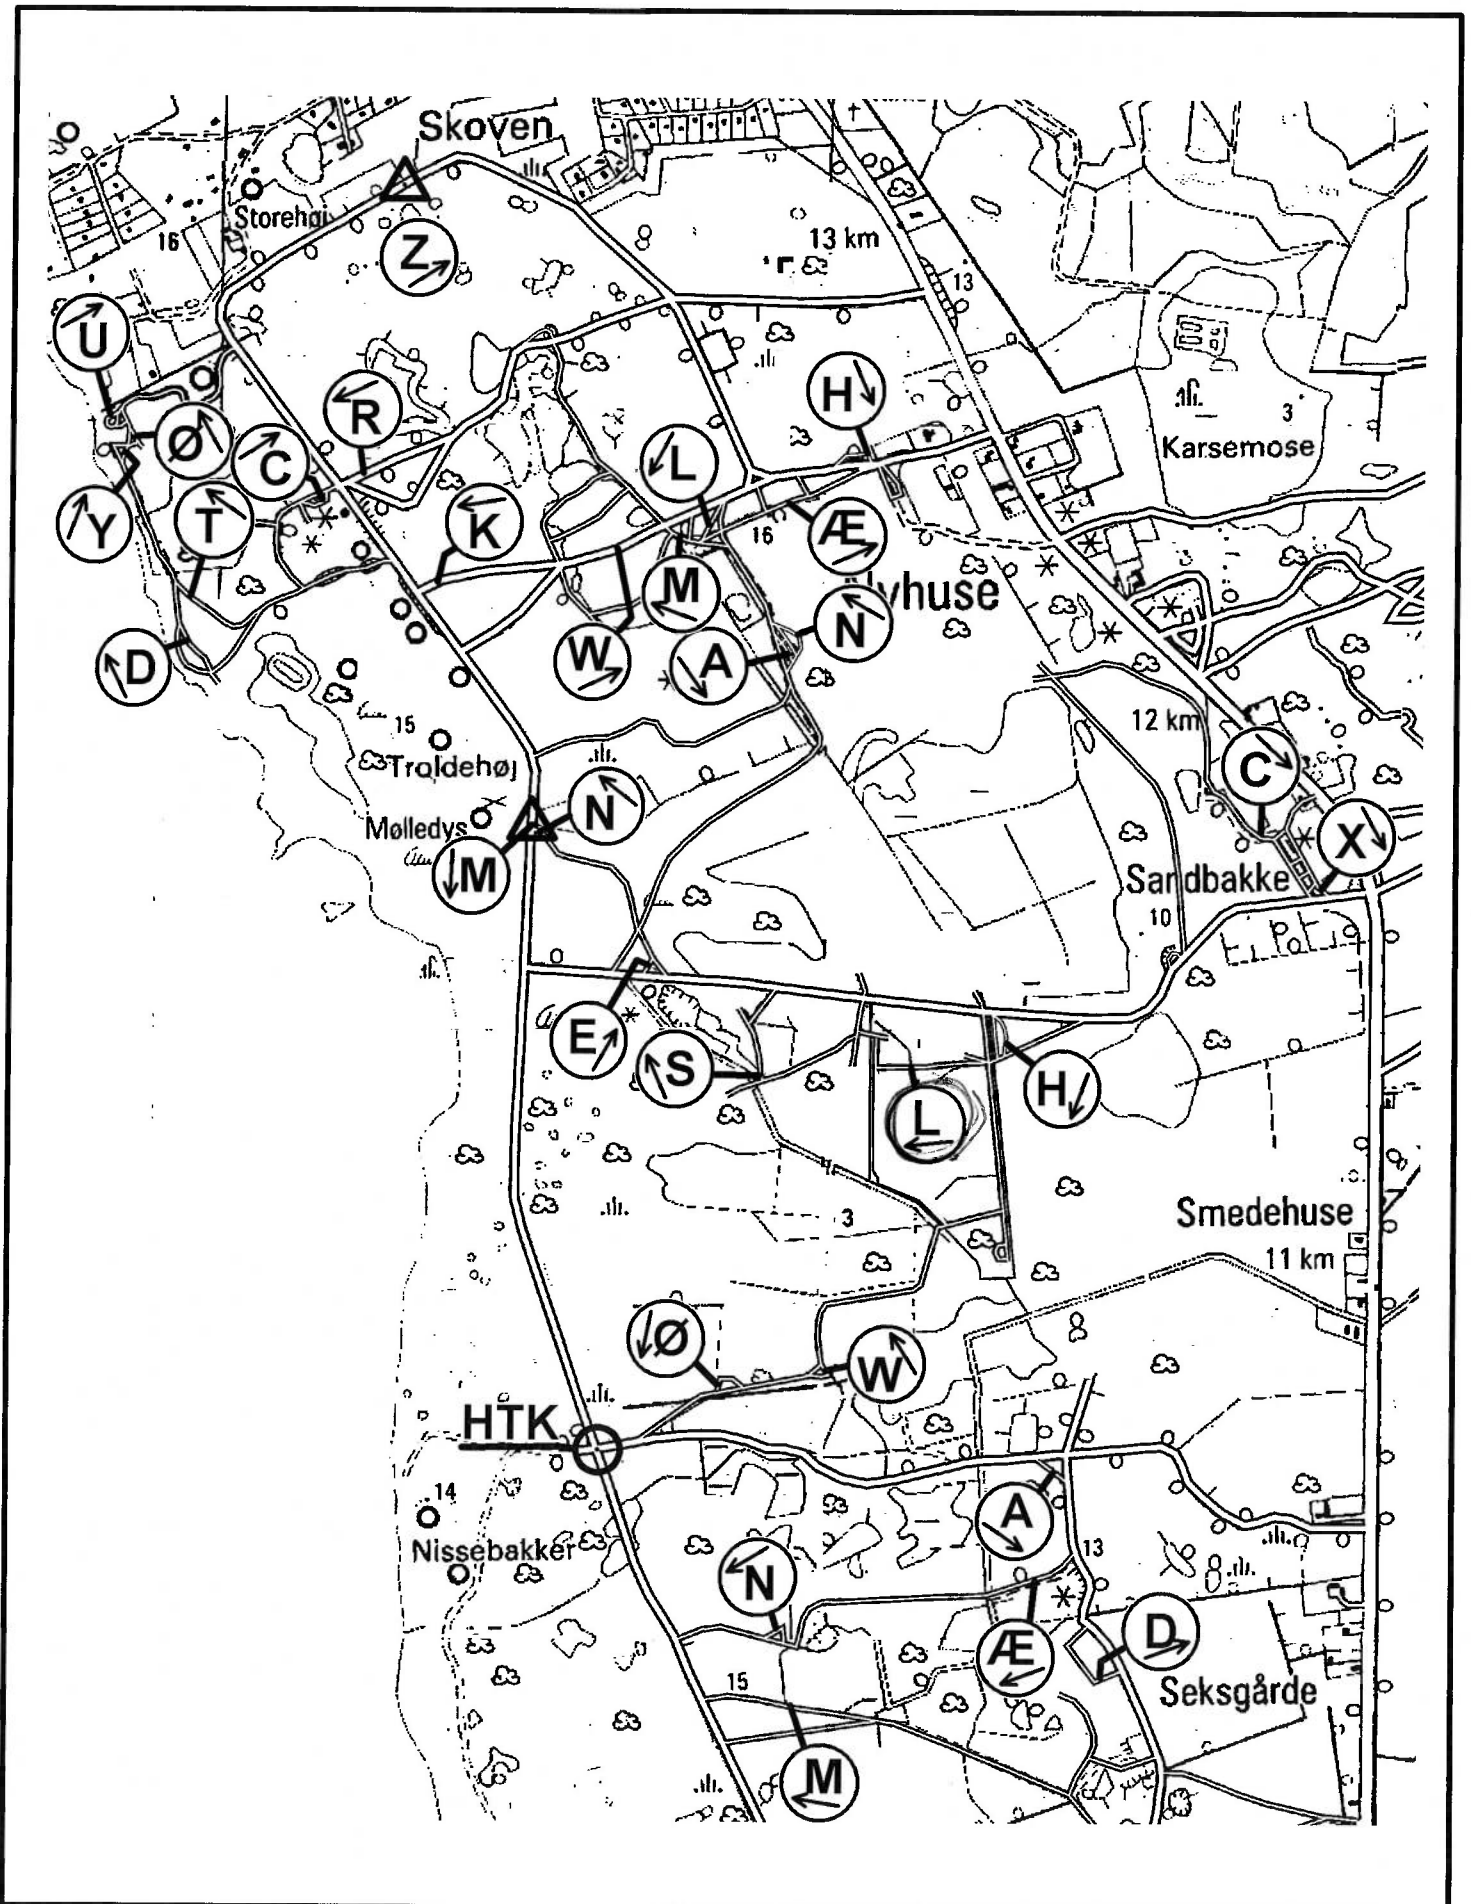 Skoven
Storehøj
16
Z
13 km
13
U
R
H
3
Karsemose
Ø
C
L
Y
T
K
16
Æ
M
yhuse
N
W
A
D
15
12 km
Troldehøj
C
N
Mølledys
M
X
Sandbakke
10
E
S
H
L
3
Smedehuse
11 km
Ø
W
HTK
14
A
Nissebakker
13
N
D
Æ
15
Seksgårde
M